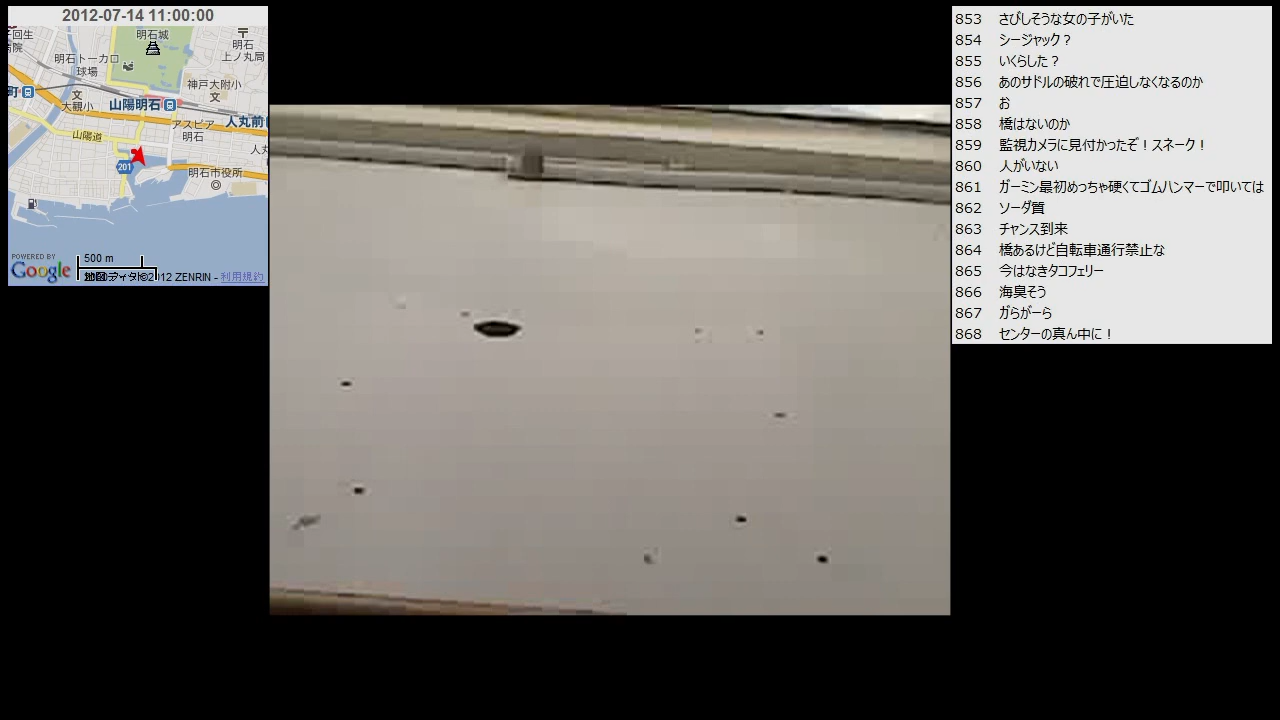 2012-07-14 11:00:00
回生
病院
明石城
明石
上ノ丸局
明石トーカロ
球場
神戸大附小
文
町
文
大観小
山陽明石
アスピア
明石
人丸前
山陽道
人丸
201
明石市役所
POWERED BY
Google
500 m
©2012 ZENRIN - 利用規約
853 さびしそうな女の子がいた
854 シージャック？
855 いくらした？
856 あのサドルの破れで圧迫しなくなるのか
857 お
858 橋はないのか
859 監視カメラに見付かったぞ！スネーク！
860 人がいない
861 ガーミン最初めっちゃ硬くてゴムハンマーで叩いては
862 ソーダ質
863 チャンス到来
864 橋あるけど自転車通行禁止な
865 今はなきタコフェリー
866 海臭そう
867 がらがーら
868 センターの真ん中に！